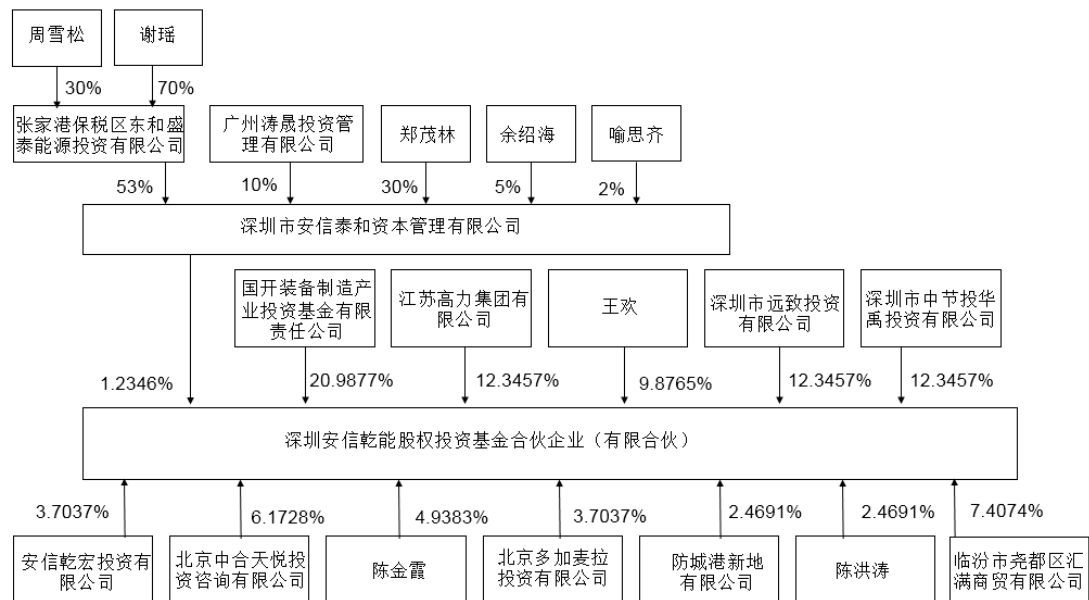 周雪松
谢瑶
30%
70%
张家港保税区东和盛
泰能源投资有限公司
广州涛晟投资管
理有限公司
郑茂林
余绍海
喻思齐
53%
10%
30%
5%
2%
深圳市安信泰和资本管理有限公司
国开装备制造产
业投资基金有限
责任公司
江苏高力集团有
限公司
王欢
深圳市远致投资
有限公司
深圳市中节投华
禹投资有限公司
1.2346%
20.9877%
12.3457%
9.8765%
12.3457%
12.3457%
深圳安信乾能股权投资基金合伙企业（有限合伙）
3.7037%
6.1728%
4.9383%
3.7037%
2.4691%
2.4691%
7.4074%
安信乾宏投资有
限公司
北京中合天悦投
资咨询有限公司
陈金霞
北京多加麦拉
投资有限公司
防城港新地
有限公司
陈洪涛
临汾市尧都区汇
满商贸有限公司